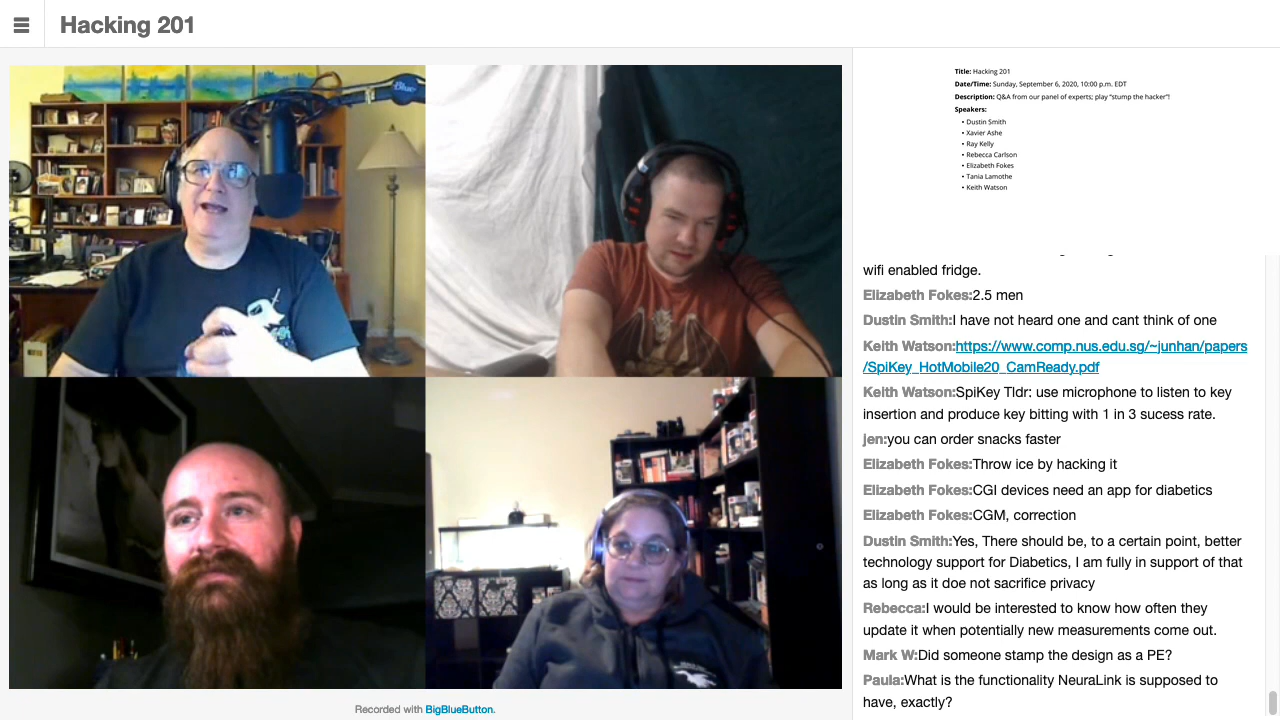 Hacking 201
Title: Hacking 201
Date/Time: Sunday, September 6, 2020, 10:00 p.m. EDT
Description: Q&A from our panel of experts; play "stump the hacker"!
Speakers:
• Dustin Smith
• Xavier Ashe
• Ray Kelly
• Rebecca Carlson
• Elizabeth Fokes
• Tania Lamothe
• Keith Watson
Blue
wifi enabled fridge.
Elizabeth Fokes:2.5 men
Dustin Smith:I have not heard one and cant think of one
Keith Watson:https://www.comp.nus.edu.sg/~junhan/papers
/SpiKey_HotMobile20_CamReady.pdf
Keith Watson:SpiKey Tldr: use microphone to listen to key
insertion and produce key bitting with 1 in 3 sucess rate.
jen:you can order snacks faster
Elizabeth Fokes:Throw ice by hacking it
Elizabeth Fokes:CGI devices need an app for diabetics
Elizabeth Fokes:CGM, correction
Dustin Smith:Yes, There should be, to a certain point, better
technology support for Diabetics, I am fully in support of that
as long as it doe not sacrifice privacy
Rebecca:I would be interested to know how often they
update it when potentially new measurements come out.
Mark W:Did someone stamp the design as a PE?
Paula:What is the functionality NeuraLink is supposed to
have, exactly?
Recorded with BigBlueButton.